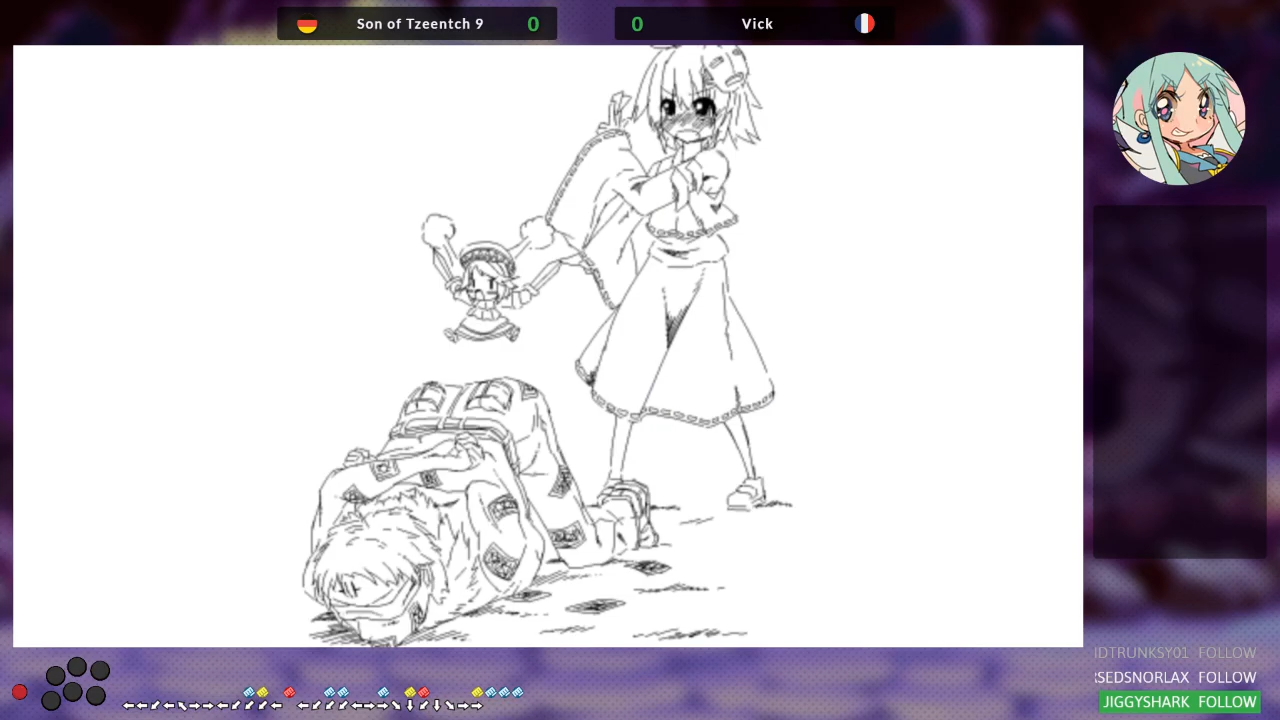 Son of Tzeentch 9 0
0 Vick
IDTRUNKSY01 FOLLOW
SEDSNORLAX FOLLOW
JIGGYSHARK FOLLOW